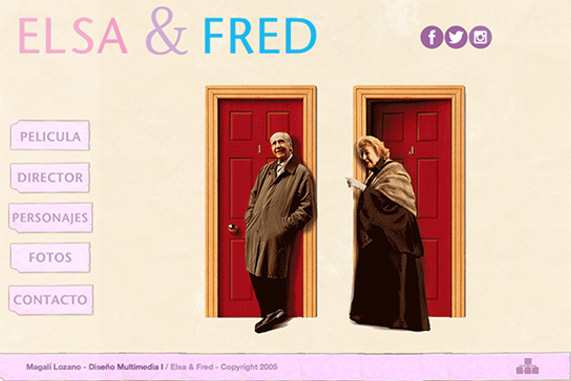 ELSA & FRED
PELICULA
DIRECTOR
PERSONAJES
FOTOS
CONTACTO
I
J
Magalí Lozano - Diseño Multimedia I / Elsa & Fred - Copyright 2005